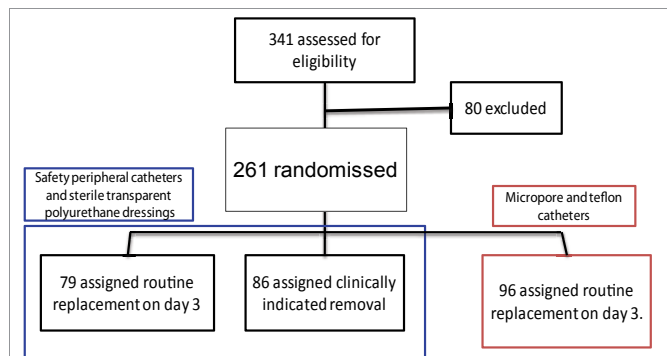 341 assessed for
eligibility
80 excluded
261 randomissed
Safety peripheral catheters
and sterile transparent
polyurethane dressings
Micropore and teflon
catheters
79 assigned routine
replacement on day 3
86 assigned clinically
indicated removal
96 assigned routine
replacement on day 3.